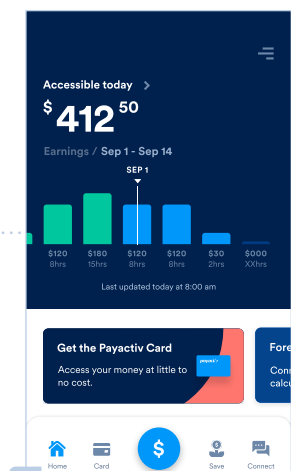 Accessible today
$ 412 50
Earnings / Sep 1 - Sep 14
SEP 1
$120 $180 $120 $120 $30 $000
8hrs 15hrs 8hrs 8hrs 2hrs XXhrs
Last updated today at 8:00 am
Get the Payactiv Card
Access your money at little to
no cost.
payactiv
Fore
Conn
calcu
$
Home Card Save Connect